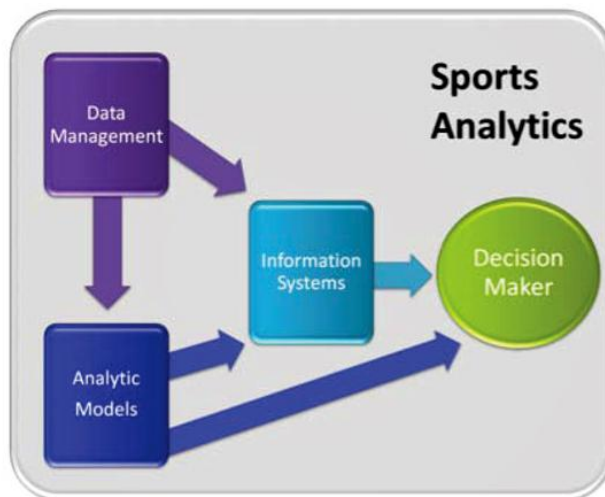 Sports
Analytics
Data
Management
Information
Systems
Decision
Maker
Analytic
Models